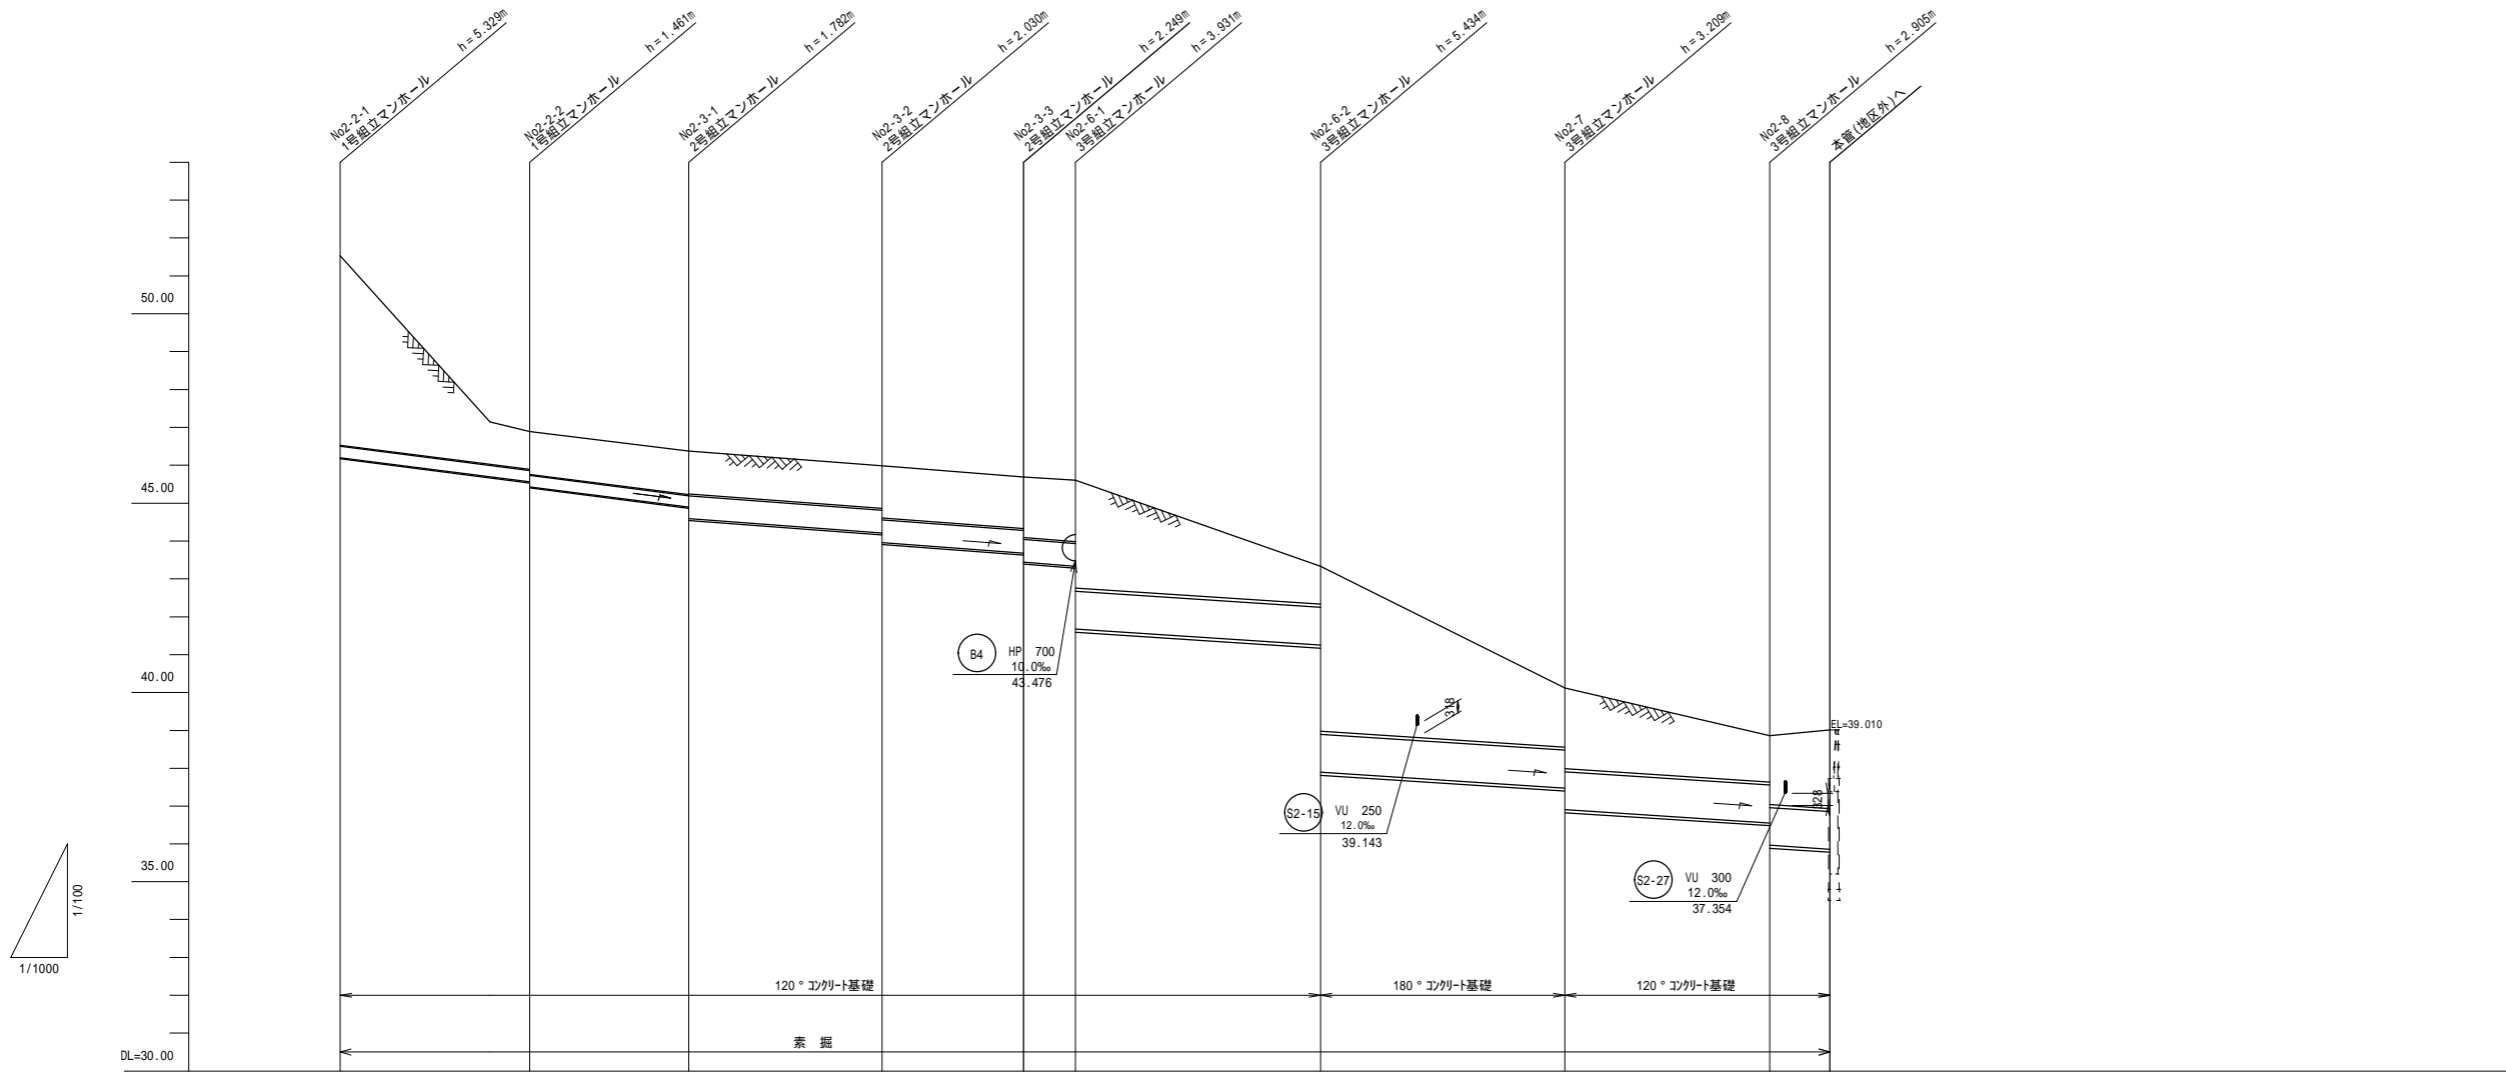 No2-2-1
1号組立マンホール
h=5.329m
No2-2-2
1号組立マンホール
h=1.461m
No2-3-1
2号組立マンホール
h=1.782m
No2-3-2
2号組立マンホール
h=2.030m
No2-3-3
2号組立マンホール
h=2.249m
No2-6-1
3号組立マンホール
h=3.931m
No2-6-2
3号組立マンホール
h=5.434m
No2-7
3号組立マンホール
h=3.209m
No2-8
3号組立マンホール
h=2.905m
本管(地区外)へ
50.00
45.00
40.00
35.00
DL=30.00
1/100
1/1000
B4
HP 700
10.0‰
43.476
318
S2-15
VU 250
12.0‰
39.143
EL=39.010
328
S2-27
VU 300
12.0‰
37.354
120°コンクリート基礎
180°コンクリート基礎
120°コンクリート基礎
素 掘